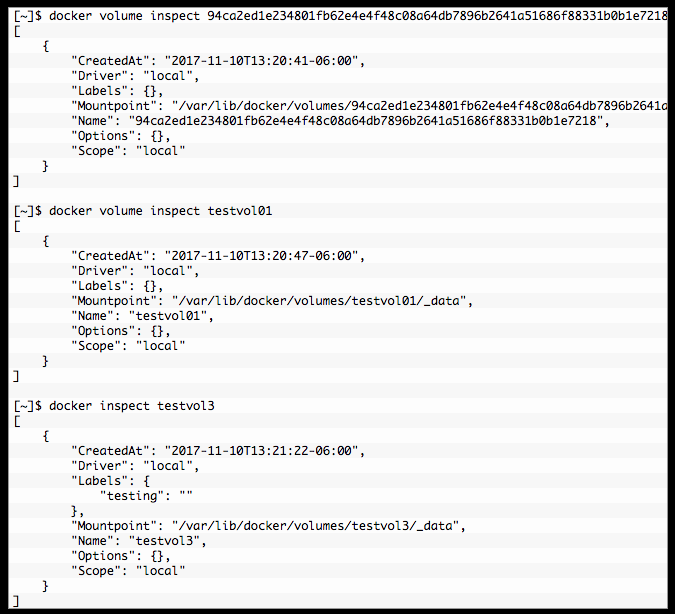 [~]$ docker volume inspect 94ca2ed1e234801fb62e4e4f48c08a64db7896b2641a51686f88331b0b1e7218
[
    {
        "CreatedAt": "2017-11-10T13:20:41-06:00",
        "Driver": "local",
        "Labels": {},
        "Mountpoint": "/var/lib/docker/volumes/94ca2ed1e234801fb62e4e4f48c08a64db7896b2641a
        "Name": "94ca2ed1e234801fb62e4e4f48c08a64db7896b2641a51686f88331b0b1e7218",
        "Options": {},
        "Scope": "local"
    }
]
[~]$ docker volume inspect testvol01
[
    {
        "CreatedAt": "2017-11-10T13:20:47-06:00",
        "Driver": "local",
        "Labels": {},
        "Mountpoint": "/var/lib/docker/volumes/testvol01/_data",
        "Name": "testvol01",
        "Options": {},
        "Scope": "local"
    }
]
[~]$ docker inspect testvol3
[
    {
        "CreatedAt": "2017-11-10T13:21:22-06:00",
        "Driver": "local",
        "Labels": {
            "testing": ""
        },
        "Mountpoint": "/var/lib/docker/volumes/testvol3/_data",
        "Name": "testvol3",
        "Options": {},
        "Scope": "local"
    }
]